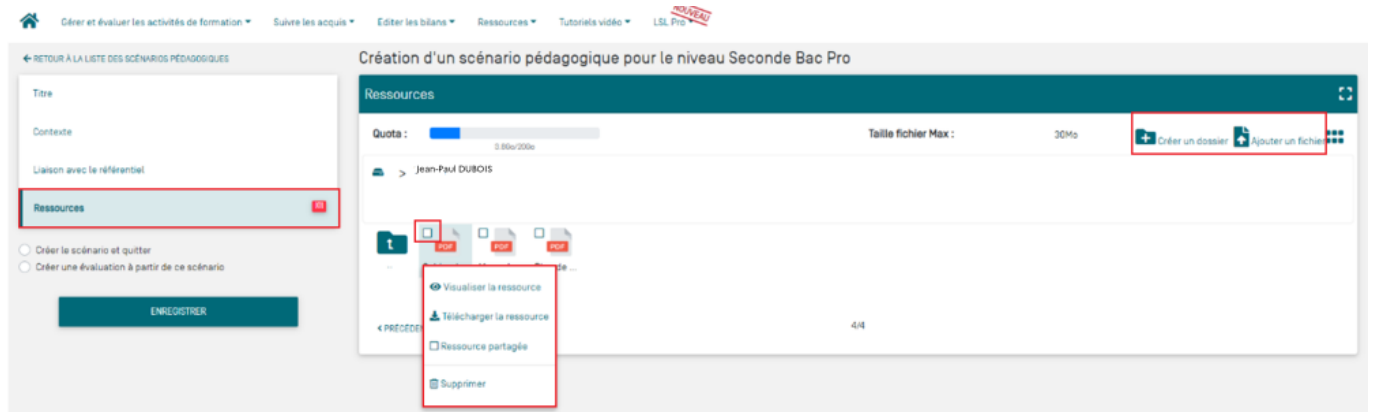 Gérer et évaluer les activités de formation
Suivre les acquis
Editer les bilans
Ressources
Tutoriels vidéo
LSL Pro
NOUVEAU
RETOUR À LA LISTE DES SCÉNARIOS PÉDAGOGIQUES
Titre
Contexte
Liaison avec le référentiel
Ressources
Créer le scénario et quitter
Créer une évaluation à partir de ce scénario
ENREGISTRER
Création d'un scénario pédagogique pour le niveau Seconde Bac Pro
Ressources
Quota :
Taille fichier Max :
30Mo
Créer un dossier
Ajouter un fichier
> Jean-Paul DUBOIS
PDF
PDF
PDF
..
Visualiser la ressource
Télécharger la ressource
Ressource partagée
Supprimer
4/4